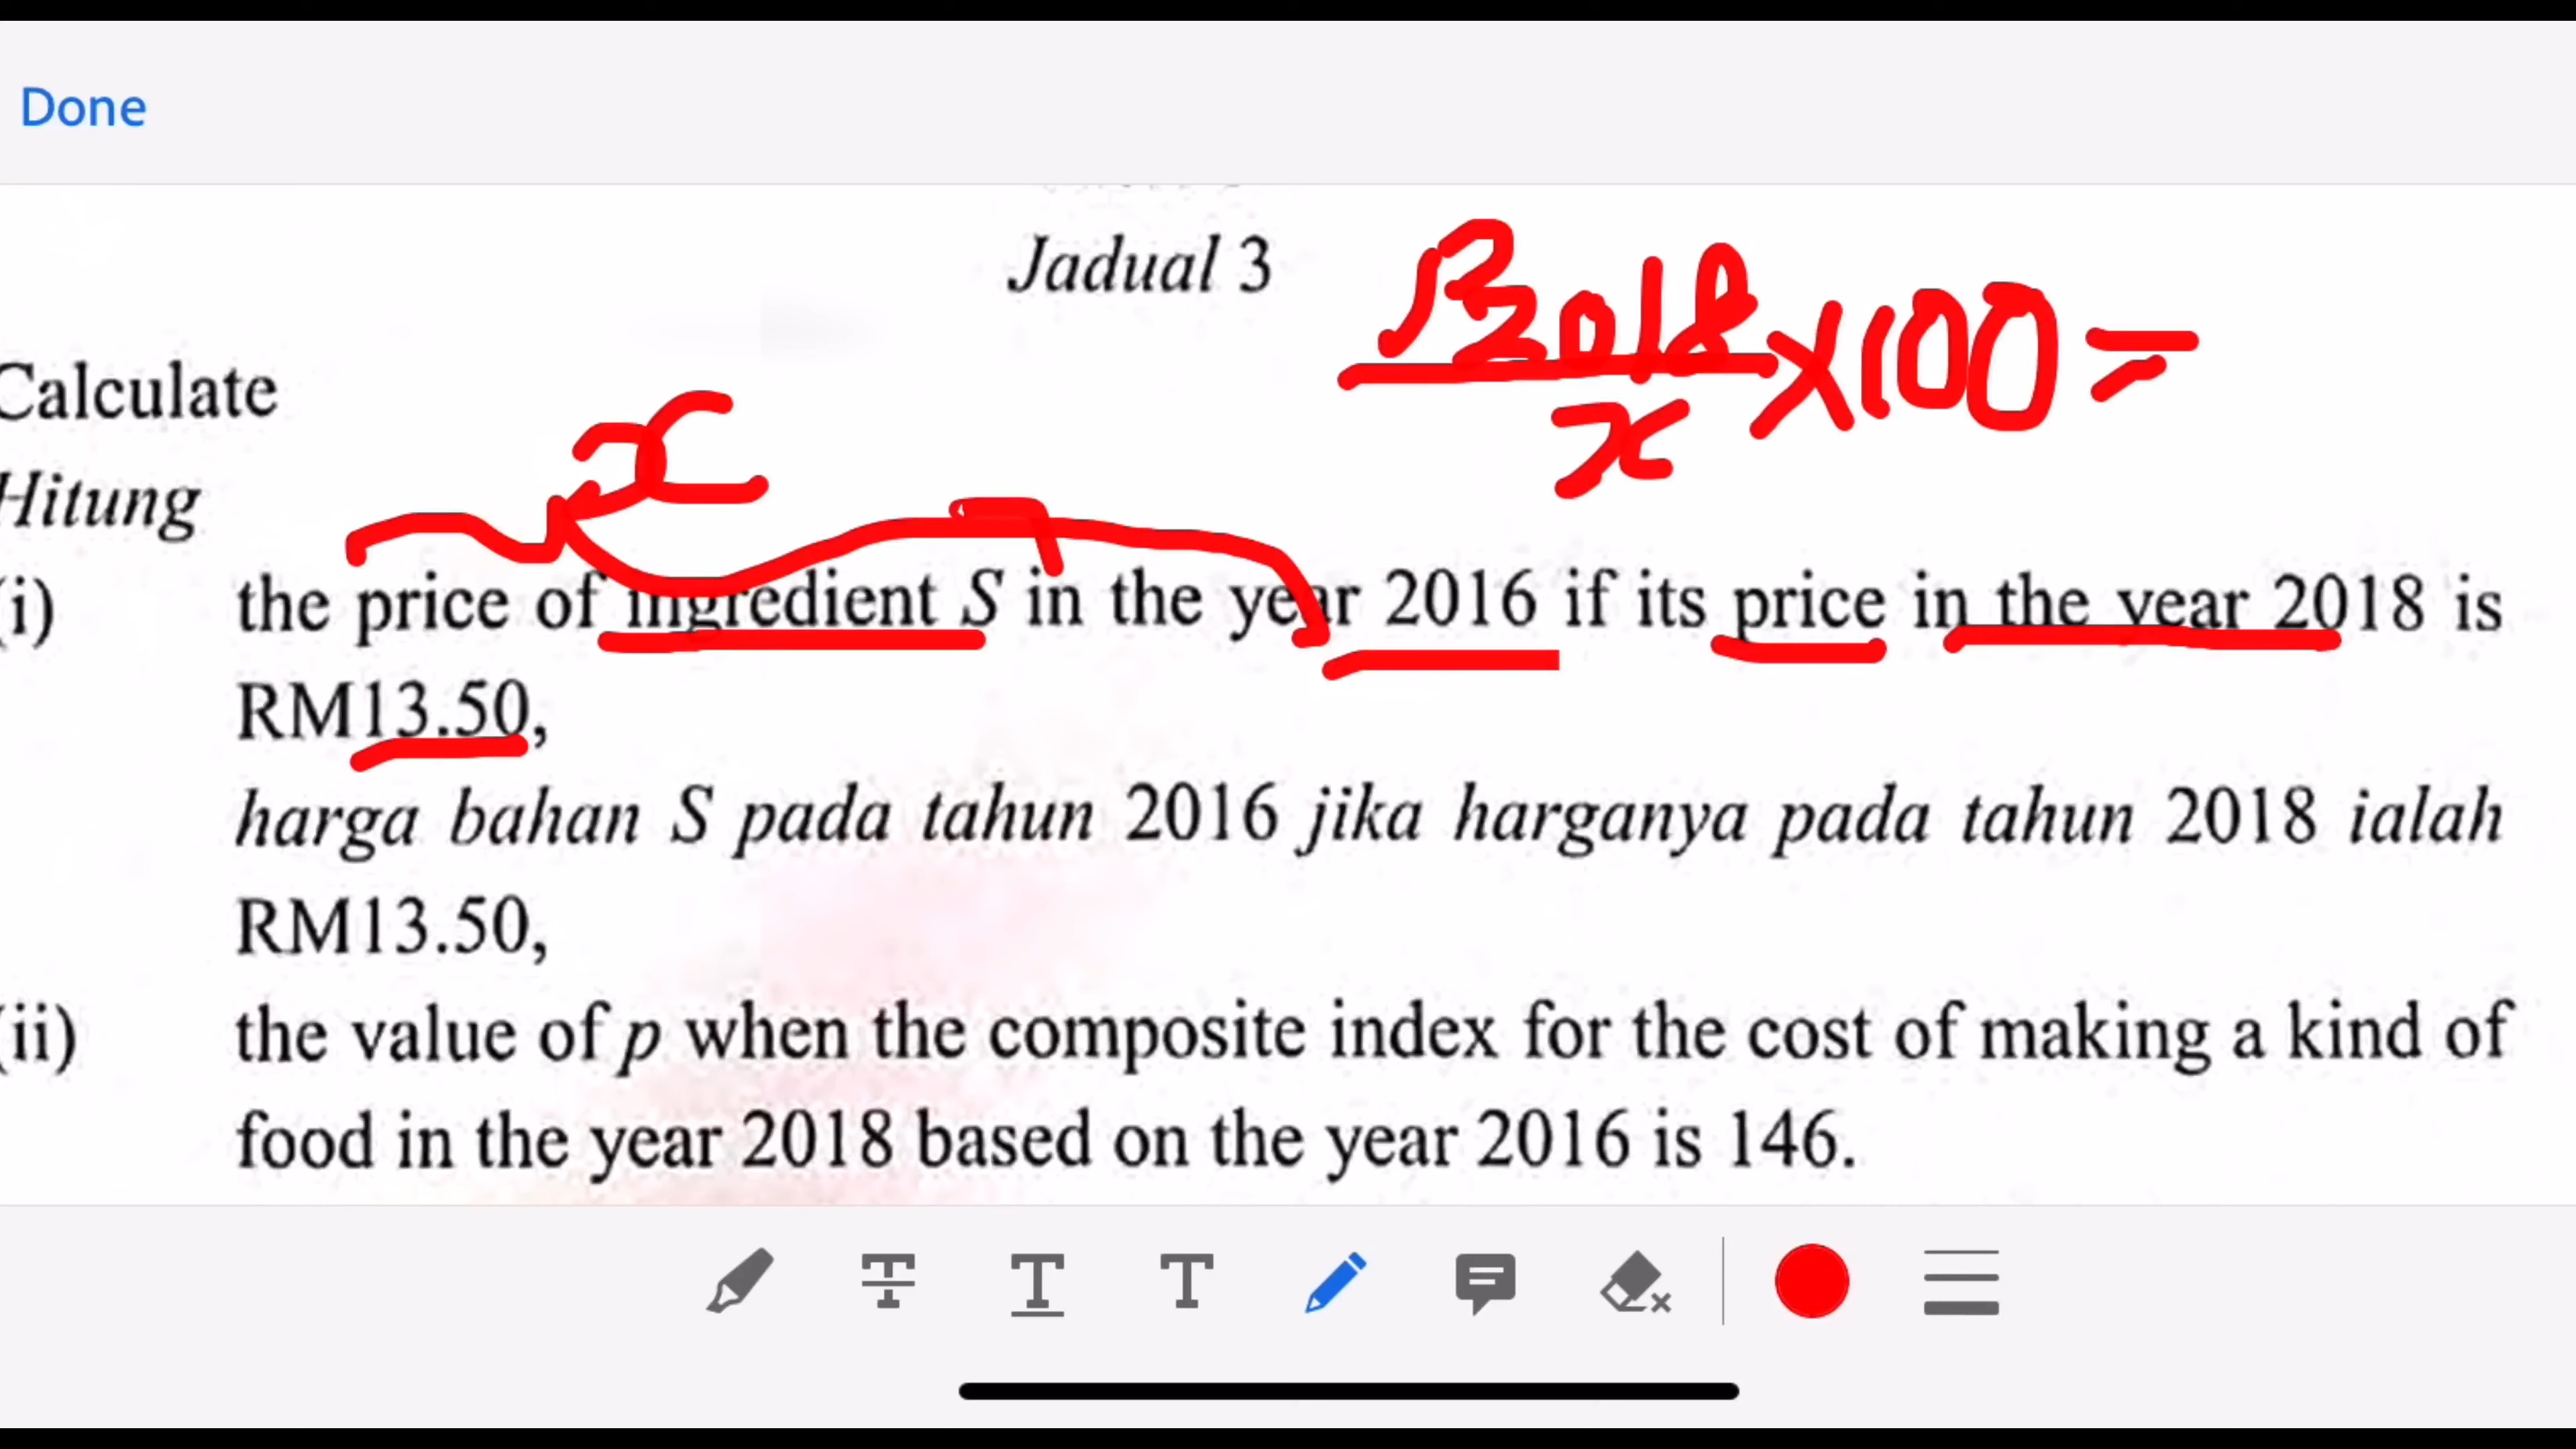 Done
Jadual 3
P2018
x ×100 =
Calculate
x
Hitung
(i) the price of ingredient S in the year 2016 if its price in the year 2018 is
RM13.50,
harga bahan S pada tahun 2016 jika harganya pada tahun 2018 ialah
RM13.50,
(ii) the value of p when the composite index for the cost of making a kind of
food in the year 2018 based on the year 2016 is 146.